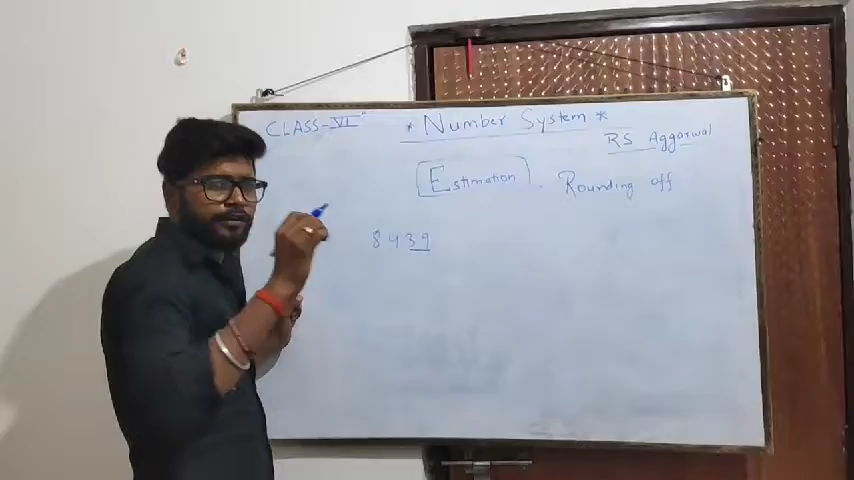 CLASS-VI"
* Number System *
RS Aggarwal
Estimation . Rounding off
8439